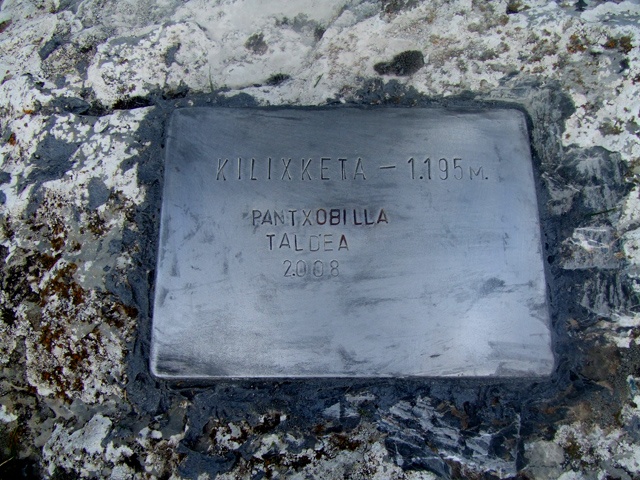 KILIXKETA – 1.195 M.
PANTXOBILLA
TALDEA
2008